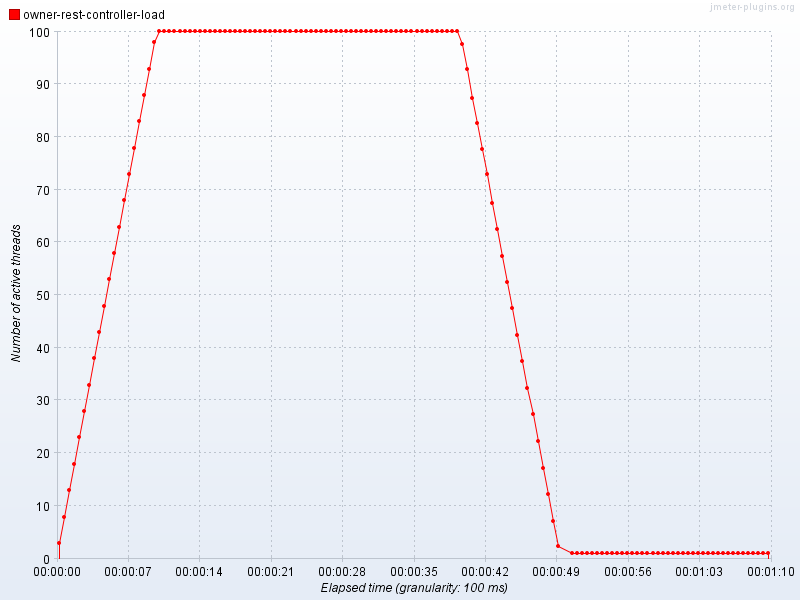 owner-rest-controller-load
jmeter-plugins.org
100
90
80
70
60
50
40
30
20
10
0
Number of active threads
00:00:00 00:00:07 00:00:14 00:00:21 00:00:28 00:00:35 00:00:42 00:00:49 00:00:56 00:01:03 00:01:10
Elapsed time (granularity: 100 ms)